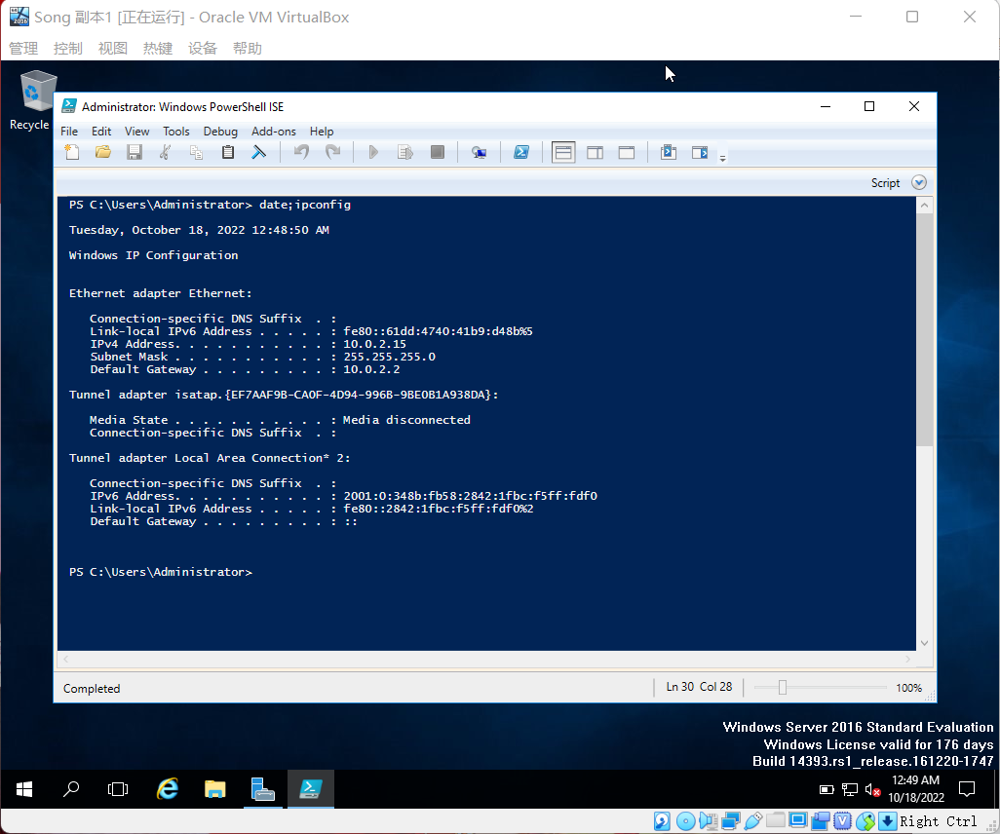 Song 副本1 [正在运行] - Oracle VM VirtualBox
管理 控制 视图 热键 设备 帮助
Recycle
Administrator: Windows PowerShell ISE
File Edit View Tools Debug Add-ons Help
Script
PS C:\Users\Administrator> date;ipconfig
Tuesday, October 18, 2022 12:48:50 AM
Windows IP Configuration
Ethernet adapter Ethernet:
Connection-specific DNS Suffix  . :
Link-local IPv6 Address . . . . . : fe80::61dd:4740:41b9:d48b%5
IPv4 Address. . . . . . . . . . . : 10.0.2.15
Subnet Mask . . . . . . . . . . . : 255.255.255.0
Default Gateway . . . . . . . . . : 10.0.2.2
Tunnel adapter isatap.{EF7AAF9B-CA0F-4D94-996B-9BE0B1A938DA}:
Media State . . . . . . . . . . . : Media disconnected
Connection-specific DNS Suffix  . :
Tunnel adapter Local Area Connection* 2:
Connection-specific DNS Suffix  . :
IPv6 Address. . . . . . . . . . . : 2001:0:348b:fb58:2842:1fbc:f5ff:fdf0
Link-local IPv6 Address . . . . . : fe80::2842:1fbc:f5ff:fdf0%2
Default Gateway . . . . . . . . . : ::
PS C:\Users\Administrator>
Completed
Ln 30 Col 28
100%
Windows Server 2016 Standard Evaluation
Windows License valid for 176 days
Build 14393.rs1_release.161220-1747
12:49 AM
10/18/2022
Right Ctrl